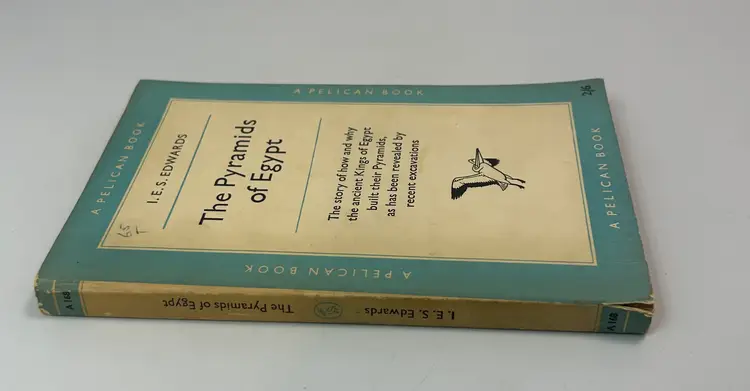 A PELICAN BOOK
2/6
I. E. S. EDWARDS
The Pyramids
of Egypt
The story of how and why
the ancient Kings of Egypt
built their Pyramids,
as has been revealed by
recent excavations
A PELICAN BOOK
A PELICAN BOOK
A PELICAN BOOK
65
T
A 168
I. E. S. Edwards
The Pyramids of Egypt
A 168